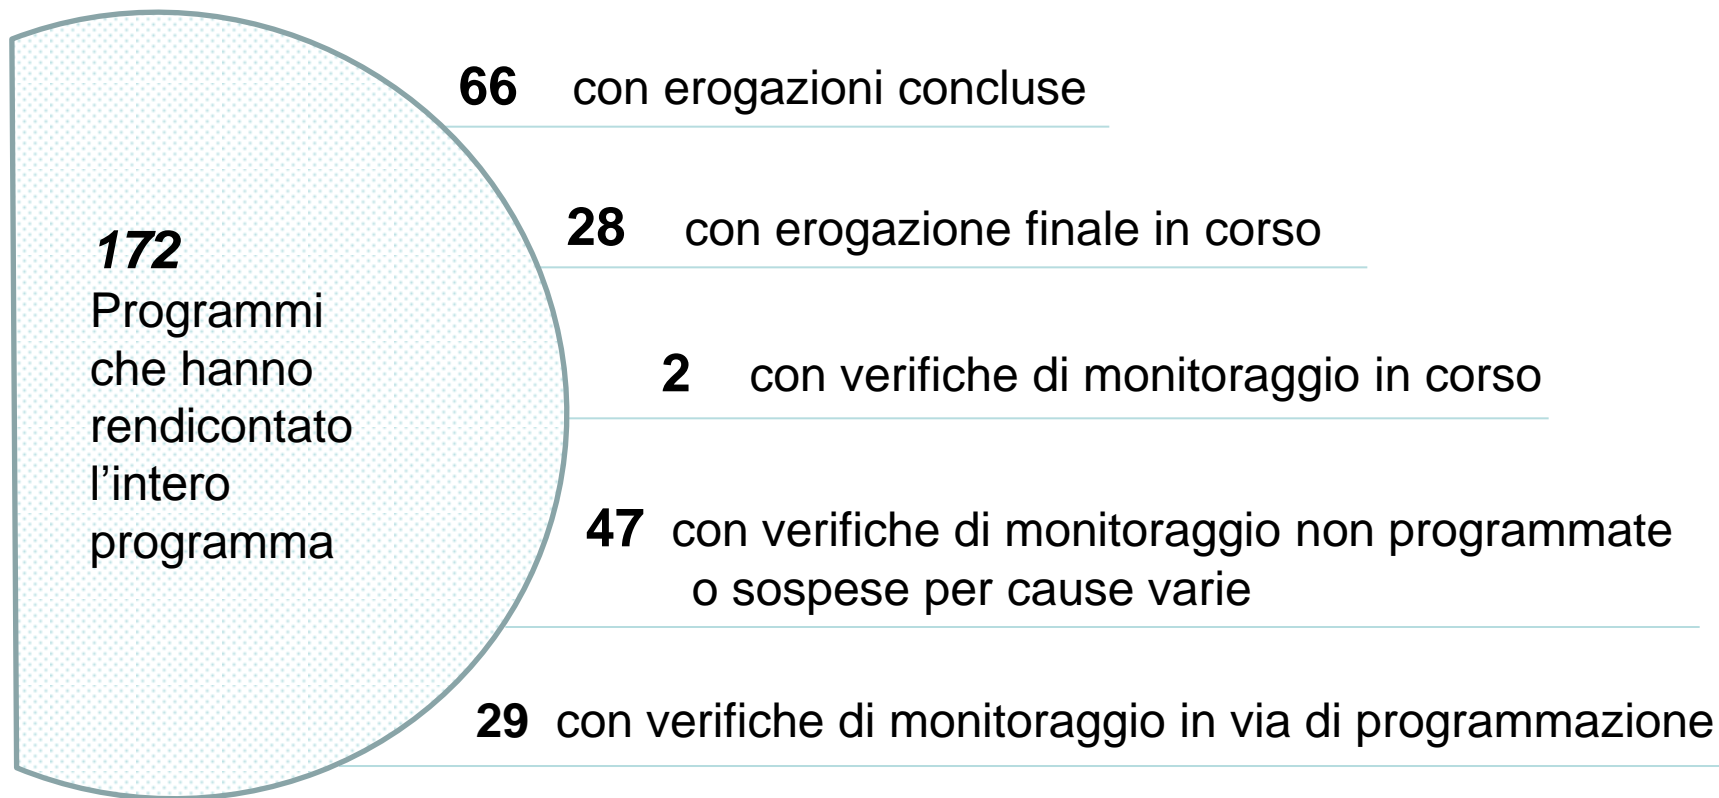 172
Programmi
che hanno
rendicontato
l’intero
programma
66 con erogazioni concluse
28 con erogazione finale in corso
2 con verifiche di monitoraggio in corso
47 con verifiche di monitoraggio non programmate
o sospese per cause varie
29 con verifiche di monitoraggio in via di programmazione